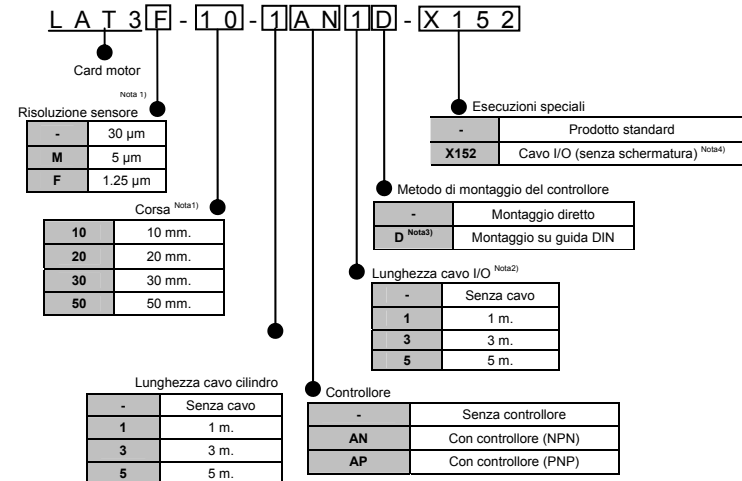 L A T 3 F - 1 0 - 1 A N 1 D - X 1 5 2
Card motor
Nota 1)
Risoluzione sensore
- 30 µm
M 5 µm
F 1.25 µm
Corsa Nota1)
10 10 mm.
20 20 mm.
30 30 mm.
50 50 mm.
Lunghezza cavo cilindro
- Senza cavo
1 1 m.
3 3 m.
5 5 m.
Controllore
- Senza controllore
AN Con controllore (NPN)
AP Con controllore (PNP)
Lunghezza cavo I/O Nota2)
- Senza cavo
1 1 m.
3 3 m.
5 5 m.
Metodo di montaggio del controllore
- Montaggio diretto
D Nota3) Montaggio su guida DIN
Esecuzioni speciali
- Prodotto standard
X152 Cavo I/O (senza schermatura) Nota4)